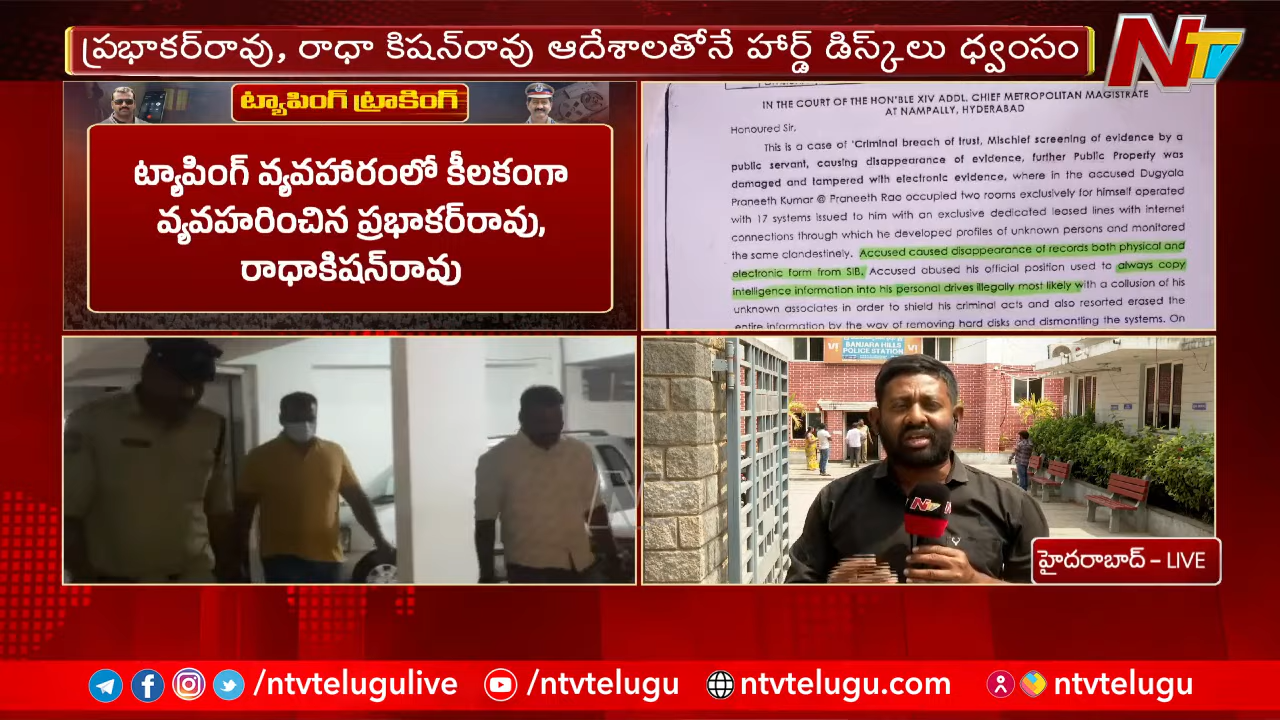 ప్రభాకర్‌రావు, రాధా కిషన్‌రావు ఆదేశాలతోనే హార్డ్ డిస్క్‌లు ధ్వంసం
NTV
ట్యాపింగ్ ట్రాకింగ్
ట్యాపింగ్ వ్యవహారంలో కీలకంగా
వ్యవహరించిన ప్రభాకర్‌రావు,
రాధాకిషన్‌రావు
IN THE COURT OF THE HON'BLE XIV ADDL. CHIEF METROPOLITAN MAGISTRATE
AT NAMPALLY, HYDERABAD
Honoured Sir,
This is a case of 'Criminal breach of trust, Mischief screening of evidence by a
public servant, causing disappearance of evidence, further Public Property was
damaged and tampered with electronic evidence, where in the accused Dugyala
Praneeth Kumar @ Praneeth Rao occupied two rooms exclusively for himself operated
with 17 systems issued to him with an exclusive dedicated leased lines with internet
connections through which he developed profiles of unknown persons and monitored
the same clandestinely. Accused caused disappearance of records both physical and
electronic form from SIB. Accused abused his official position used to always copy
intelligence information into his personal drives illegally most likely with a collusion of his
unknown associates in order to shield his criminal acts and also resorted erased the
entire information by the way of removing hard disks and dismantling the systems. On
BANJARA HILLS
POLICE STATION
NTV
హైదరాబాద్ – LIVE
/ntvtelugulive
/ntvtelugu
ntvtelugu.com
ntvtelugu